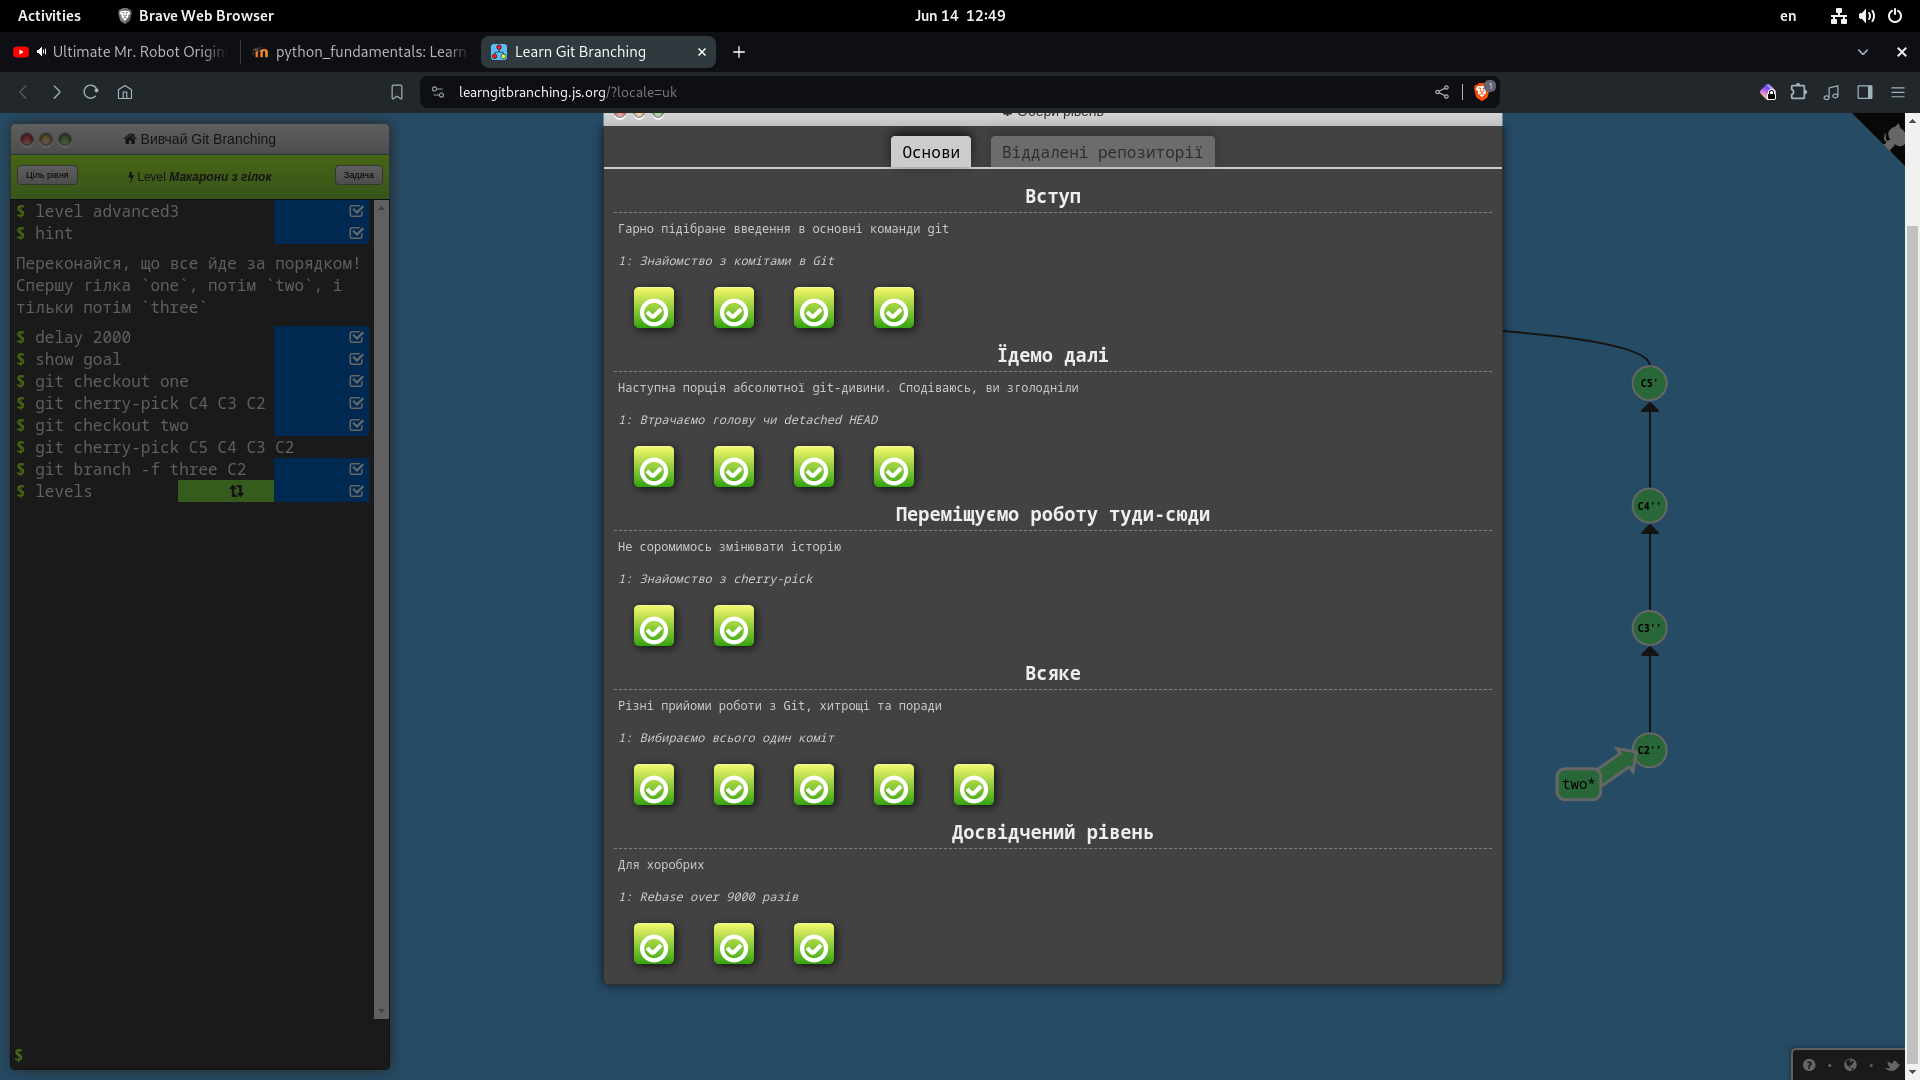 Activities
Brave Web Browser
Jun 14 12:49
en
Ultimate Mr. Robot Origin
python_fundamentals: Learn
Learn Git Branching
learngitbranching.js.org/?locale=uk
1
Вивчай Git Branching
Ціль рівня
Level Макарони з гілок
Задача
$ level advanced3
$ hint
Переконайся, що все йде за порядком!
Спершу гілка `one`, потім `two`, і
тільки потім `three`
$ delay 2000
$ show goal
$ git checkout one
$ git cherry-pick C4 C3 C2
$ git checkout two
$ git cherry-pick C5 C4 C3 C2
$ git branch -f three C2
$ levels
$
Обери рівень
Основи
Віддалені репозиторії
Вступ
Гарно підібране введення в основні команди git
1: Знайомство з комітами в Git
Їдемо далі
Наступна порція абсолютної git-дивини. Сподіваюсь, ви зголодніли
1: Втрачаємо голову чи detached HEAD
Переміщуємо роботу туди-сюди
Не соромимось змінювати історію
1: Знайомство з cherry-pick
Всяке
Різні прийоми роботи з Git, хитрощі та поради
1: Вибираємо всього один коміт
Досвідчений рівень
Для хоробрих
1: Rebase over 9000 разів
C5'
C4''
C3''
C2''
two*